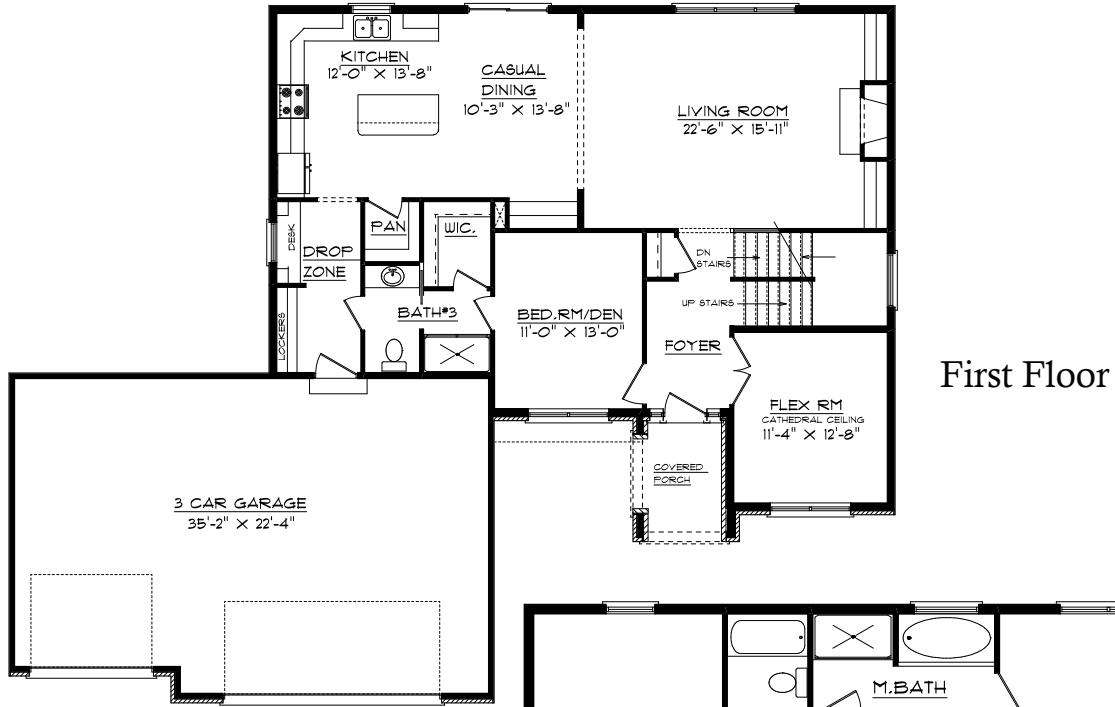 KITCHEN
12'-0" X 13'-8"
CASUAL
DINING
10'-3" X 13'-8"
LIVING ROOM
22'-6" X 15'-11"
DESK
DROP
ZONE
PAN
WIC.
DN
STAIRS
UP STAIRS
LOCKERS
BATH#3
BED.RM/DEN
11'-0" X 13'-0"
FOYER
First Floor
FLEX RM
CATHEDRAL CEILING
11'-4" X 12'-8"
COVERED
PORCH
3 CAR GARAGE
35'-2" X 22'-4"
M.BATH